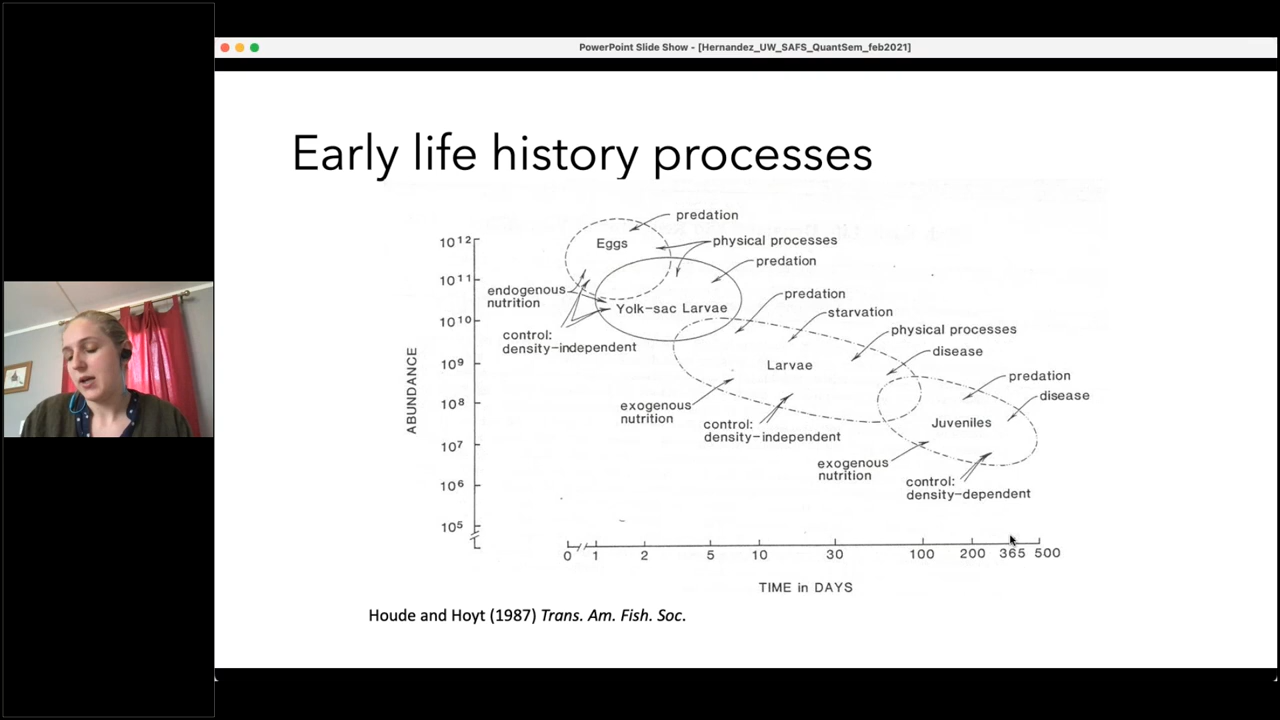 PowerPoint Slide Show - [Hernandez_UW_SAFS_QuantSem_feb2021]
Early life history processes
predation
Eggs
physical processes
predation
endogenous
nutrition
Yolk-sac Larvae
control:
density-independent
predation
starvation
physical processes
disease
Larvae
exogenous
nutrition
control:
density-independent
predation
disease
Juveniles
exogenous
nutrition
control:
density-dependent
ABUNDANCE
10¹²
10¹¹
10¹⁰
10⁹
10⁸
10⁷
10⁶
10⁵
0 1 2 5 10 30 100 200 365 500
TIME in DAYS
Houde and Hoyt (1987) Trans. Am. Fish. Soc.